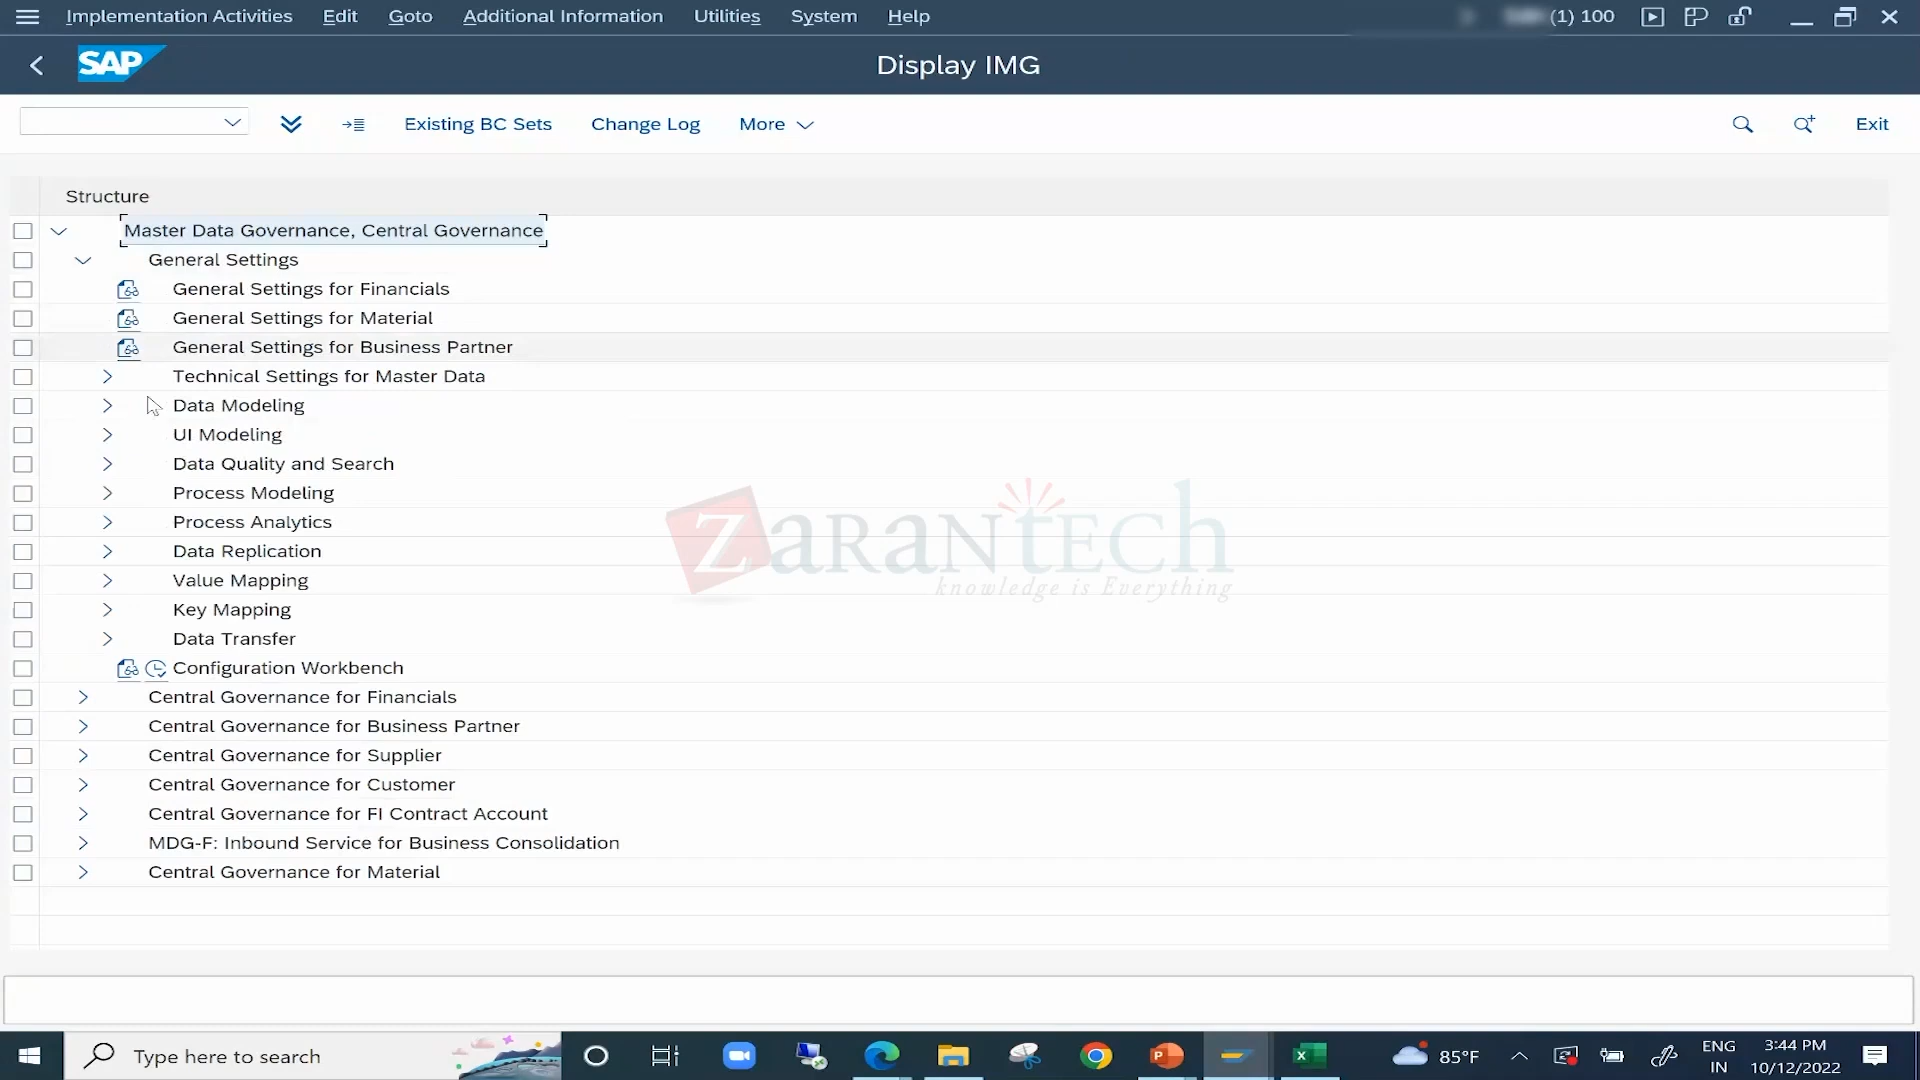 Implementation Activities Edit Goto Additional Information Utilities System Help (1) 100
SAP Display IMG
Existing BC Sets Change Log More Exit
Structure
Master Data Governance, Central Governance
General Settings
General Settings for Financials
General Settings for Material
General Settings for Business Partner
Technical Settings for Master Data
Data Modeling
UI Modeling
Data Quality and Search
Process Modeling
Process Analytics
Data Replication
Value Mapping
Key Mapping
Data Transfer
Configuration Workbench
Central Governance for Financials
Central Governance for Business Partner
Central Governance for Supplier
Central Governance for Customer
Central Governance for FI Contract Account
MDG-F: Inbound Service for Business Consolidation
Central Governance for Material
ZaranTech
knowledge is Everything
Type here to search 85°F ENG 3:44 PM
IN 10/12/2022